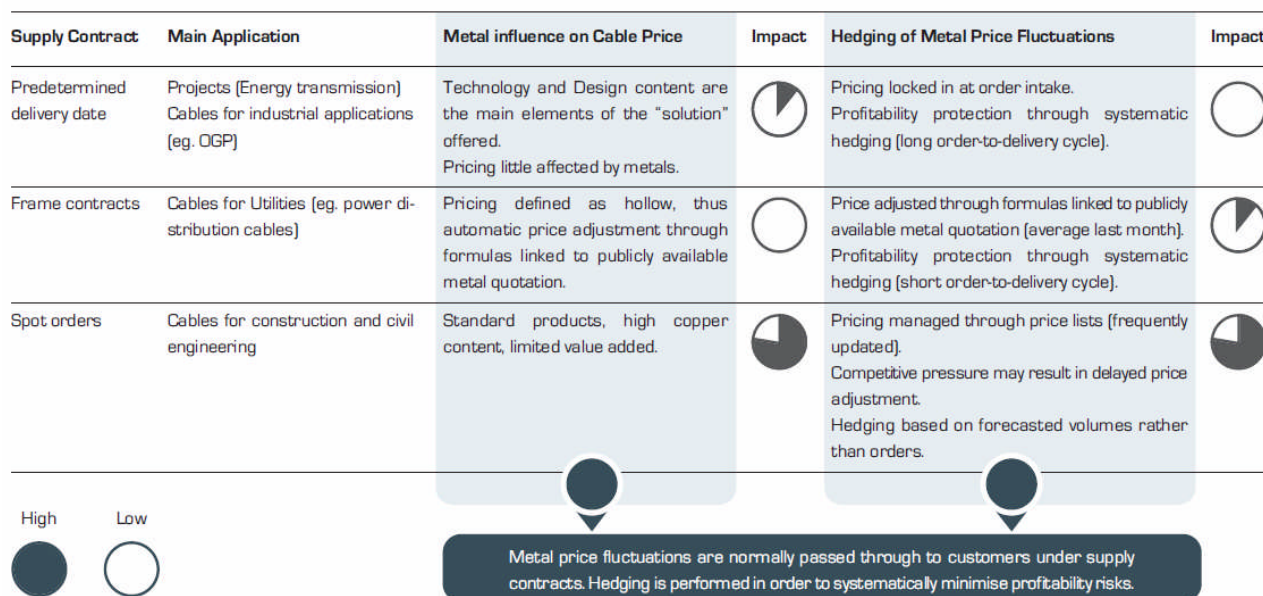 Supply Contract Main Application Metal influence on Cable Price Impact Hedging of Metal Price Fluctuations Impact
Predetermined
delivery date
Projects (Energy transmission)
Cables for industrial applications
(eg. OGP)
Technology and Design content are
the main elements of the “solution”
offered.
Pricing little affected by metals.
Pricing locked in at order intake.
Profitability protection through systematic
hedging (long order-to-delivery cycle).
Frame contracts
Cables for Utilities (eg. power di-
stribution cables)
Pricing defined as hollow, thus
automatic price adjustment through
formulas linked to publicly available
metal quotation.
Price adjusted through formulas linked to publicly
available metal quotation (average last month).
Profitability protection through systematic
hedging (short order-to-delivery cycle).
Spot orders
Cables for construction and civil
engineering
Standard products, high copper
content, limited value added.
Pricing managed through price lists (frequently
updated).
Competitive pressure may result in delayed price
adjustment.
Hedging based on forecasted volumes rather
than orders.
High Low
Metal price fluctuations are normally passed through to customers under supply
contracts. Hedging is performed in order to systematically minimise profitability risks.